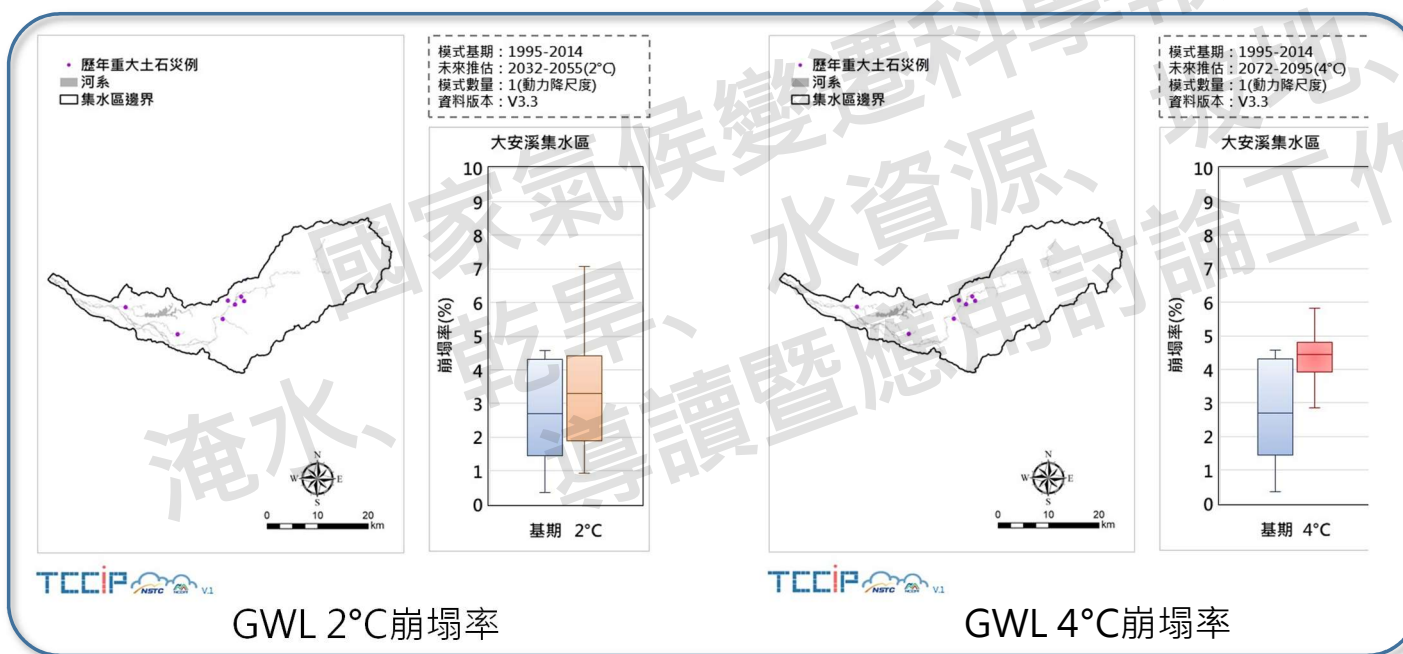 歷年重大土石災例
河系
集水區邊界
模式基期：1995-2014
未來推估：2032-2055(2°C)
模式數量：1(動力降尺度)
資料版本：V3.3
大安溪集水區
崩塌率(%)
10
9
8
7
6
5
4
3
2
1
0
基期 2°C
N
W E
S
0 10 20
km
TCCiP NSTC V.1
GWL 2°C崩塌率
歷年重大土石災例
河系
集水區邊界
模式基期：1995-2014
未來推估：2072-2095(4°C)
模式數量：1(動力降尺度)
資料版本：V3.3
大安溪集水區
崩塌率(%)
10
9
8
7
6
5
4
3
2
1
0
基期 4°C
N
W E
S
0 10 20
km
TCCiP NSTC V.1
GWL 4°C崩塌率
國家氣候變遷科學報
淹水、乾旱、水資源、坡地、
導讀暨應用討論工作